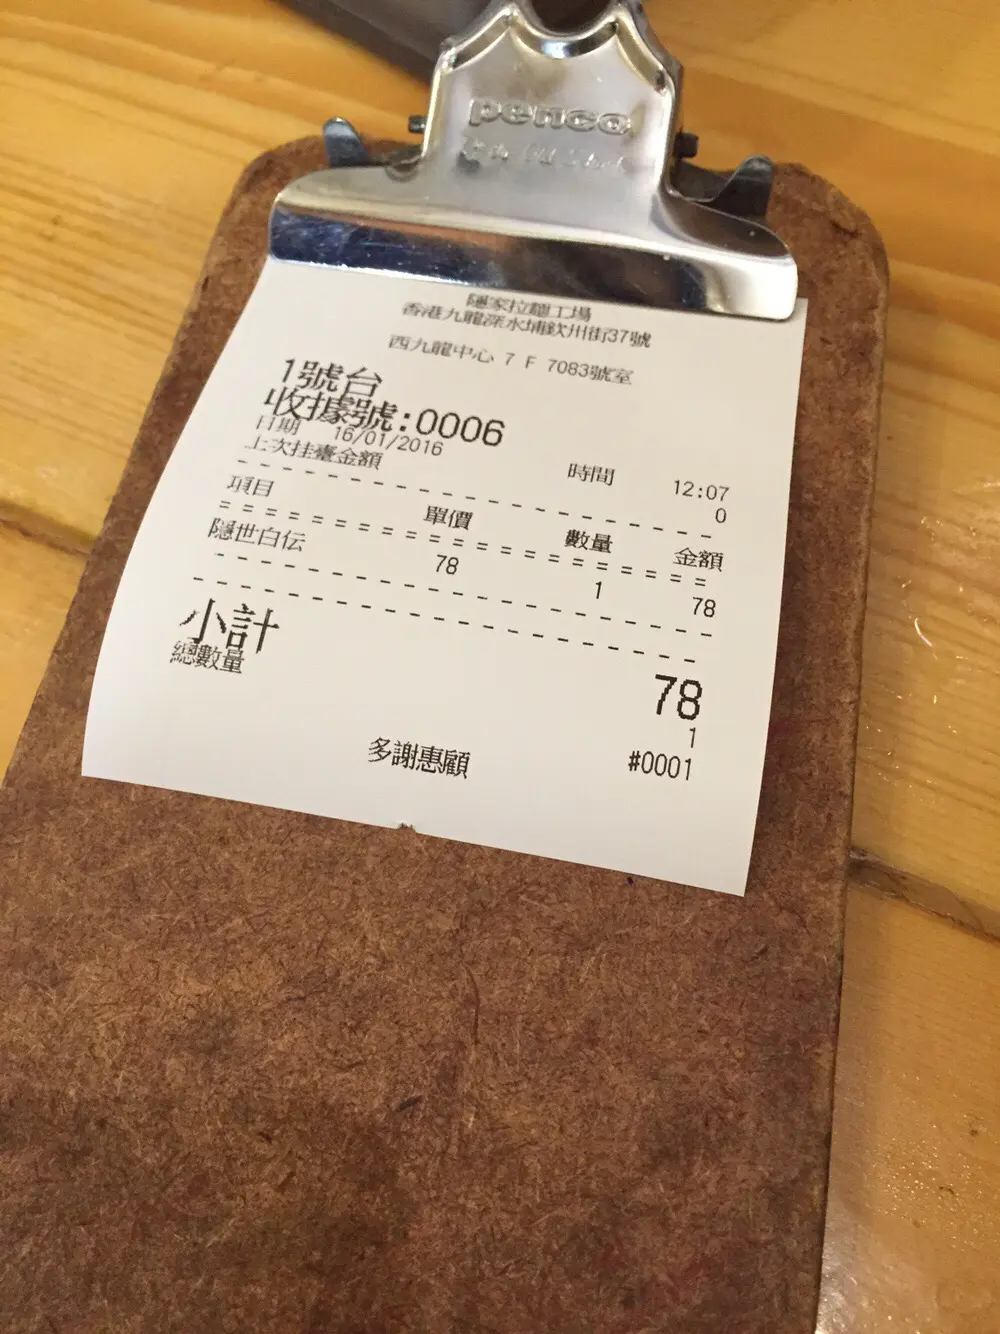 penco
隱家拉麵工場
香港九龍深水埔欽州街37號
西九龍中心 7 F 7083號室
1號台
收據號:0006
日期 16/01/2016 時間 12:07
上次挂臺金額 0
項目 單價 數量 金額
隱世白伝 78 1 78
小計 78
總數量 1
多謝惠顧 #0001